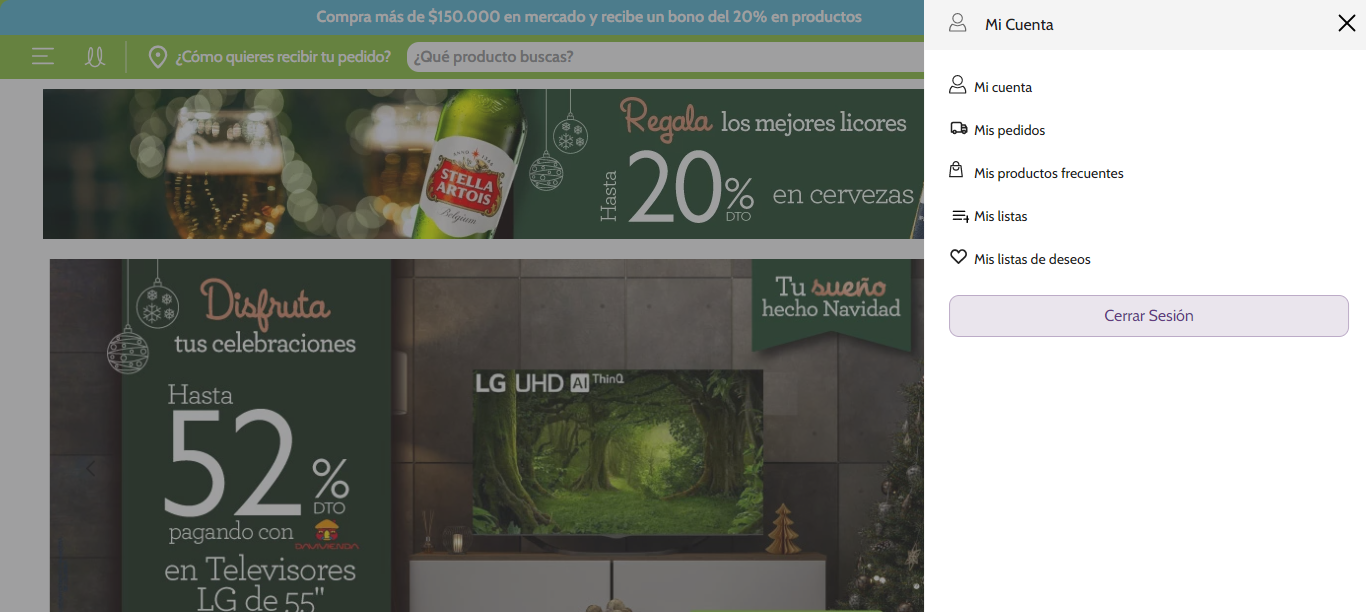 Compra más de $150.000 en mercado y recibe un bono del 20% en productos
¿Cómo quieres recibir tu pedido?
¿Qué producto buscas?
Regala los mejores licores
Hasta 20% DTO en cervezas
STELLA
ARTOIS
Belgium
Disfruta
tus celebraciones
Hasta
52%
DTO
pagando con
DAVIVIENDA
en Televisores
LG de 55"
Tu sueño
hecho Navidad
LG UHD AI ThinQ
Mi Cuenta
Mi cuenta
Mis pedidos
Mis productos frecuentes
Mis listas
Mis listas de deseos
Cerrar Sesión